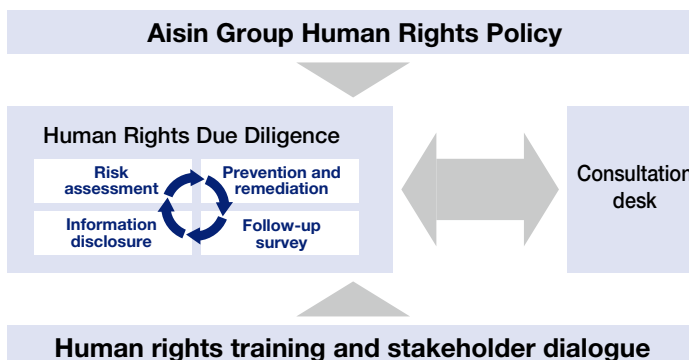 Aisin Group Human Rights Policy
Human Rights Due Diligence
Risk
assessment
Prevention and
remediation
Information
disclosure
Follow-up
survey
Consultation
desk
Human rights training and stakeholder dialogue